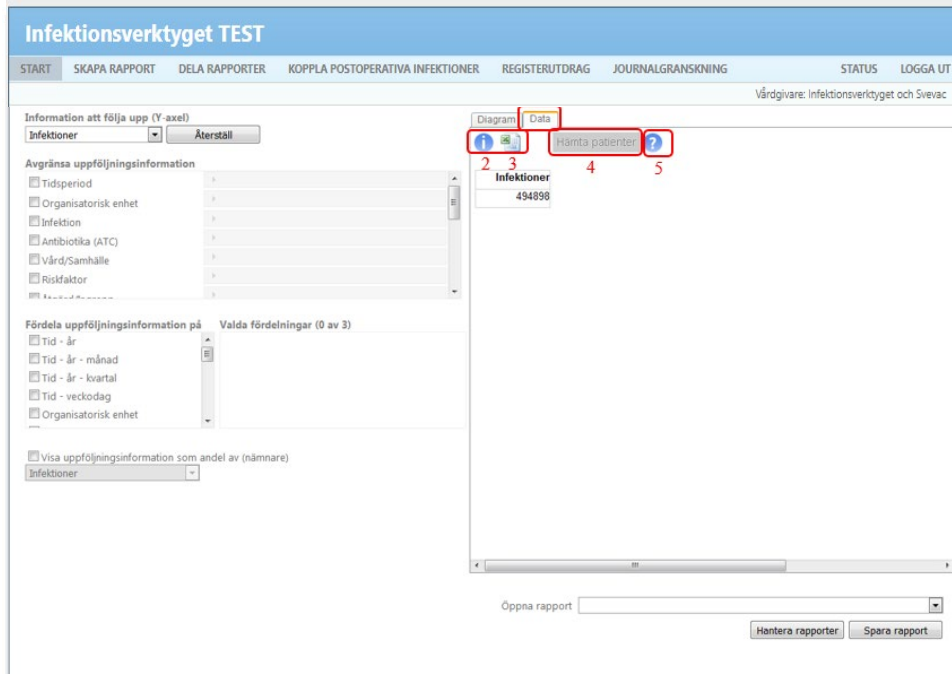 Infektionsverktyget TEST
START SKAPA RAPPORT DELA RAPPORTER KOPPLA POSTOPERATIVA INFEKTIONER REGISTERUTDRAG JOURNALGRANSKNING STATUS LOGGA UT
Vårdgivare: Infektionsverktyget och Svevac
Information att följa upp (Y-axel)
Infektioner Återställ
Avgränsa uppföljningsinformation
Tidsperiod
Organisatorisk enhet
Infektion
Antibiotika (ATC)
Vård/Samhälle
Riskfaktor
Fördela uppföljningsinformation på Valda fördelningar (0 av 3)
Tid - år
Tid - år - månad
Tid - år - kvartal
Tid - veckodag
Organisatorisk enhet
Visa uppföljningsinformation som andel av (nämnare)
Infektioner
Diagram Data
Hämta patienter ?
2 3 4 5
Infektioner
494898
Öppna rapport
Hantera rapporter Spara rapport